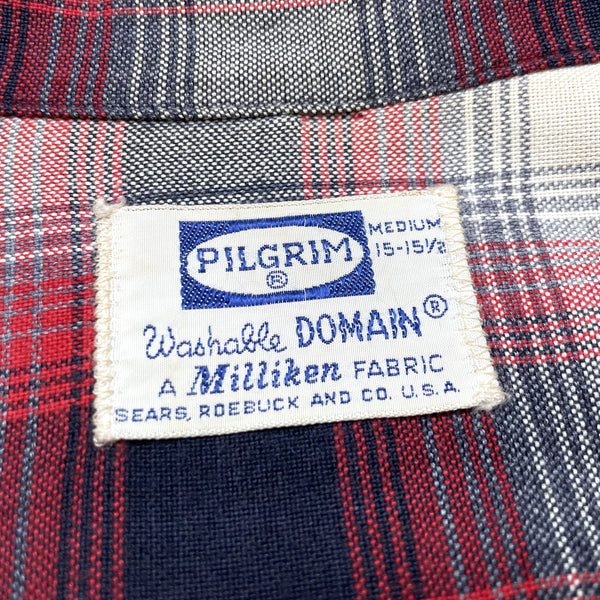 PILGRIM
®
MEDIUM
15-15½
Washable DOMAIN®
A Milliken FABRIC
SEARS, ROEBUCK AND CO. U.S.A.